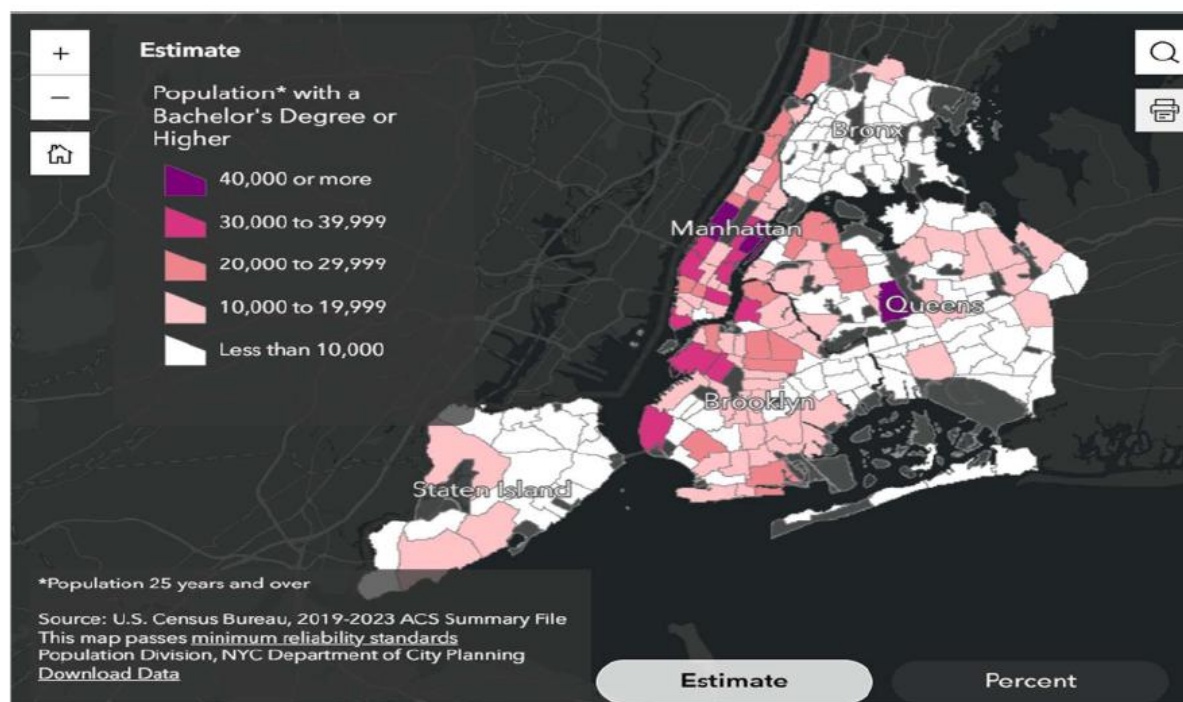 +
−
Estimate
Population* with a
Bachelor's Degree or
Higher
40,000 or more
30,000 to 39,999
20,000 to 29,999
10,000 to 19,999
Less than 10,000
Bronx
Manhattan
Queens
Brooklyn
Staten Island
*Population 25 years and over
Source: U.S. Census Bureau, 2019-2023 ACS Summary File
This map passes minimum reliability standards
Population Division, NYC Department of City Planning
Download Data
Estimate
Percent